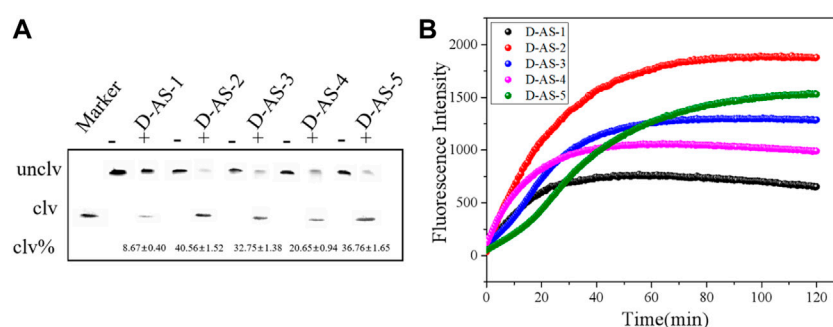 A
Marker D-AS-1 D-AS-2 D-AS-3 D-AS-4 D-AS-5
- + - + - + - + - +
unclv
clv
clv% 8.67±0.40 40.56±1.52 32.75±1.38 20.65±0.94 36.76±1.65
B
Fluorescence Intensity
2000
1500
1000
500
0
D-AS-1
D-AS-2
D-AS-3
D-AS-4
D-AS-5
0 20 40 60 80 100 120
Time(min)